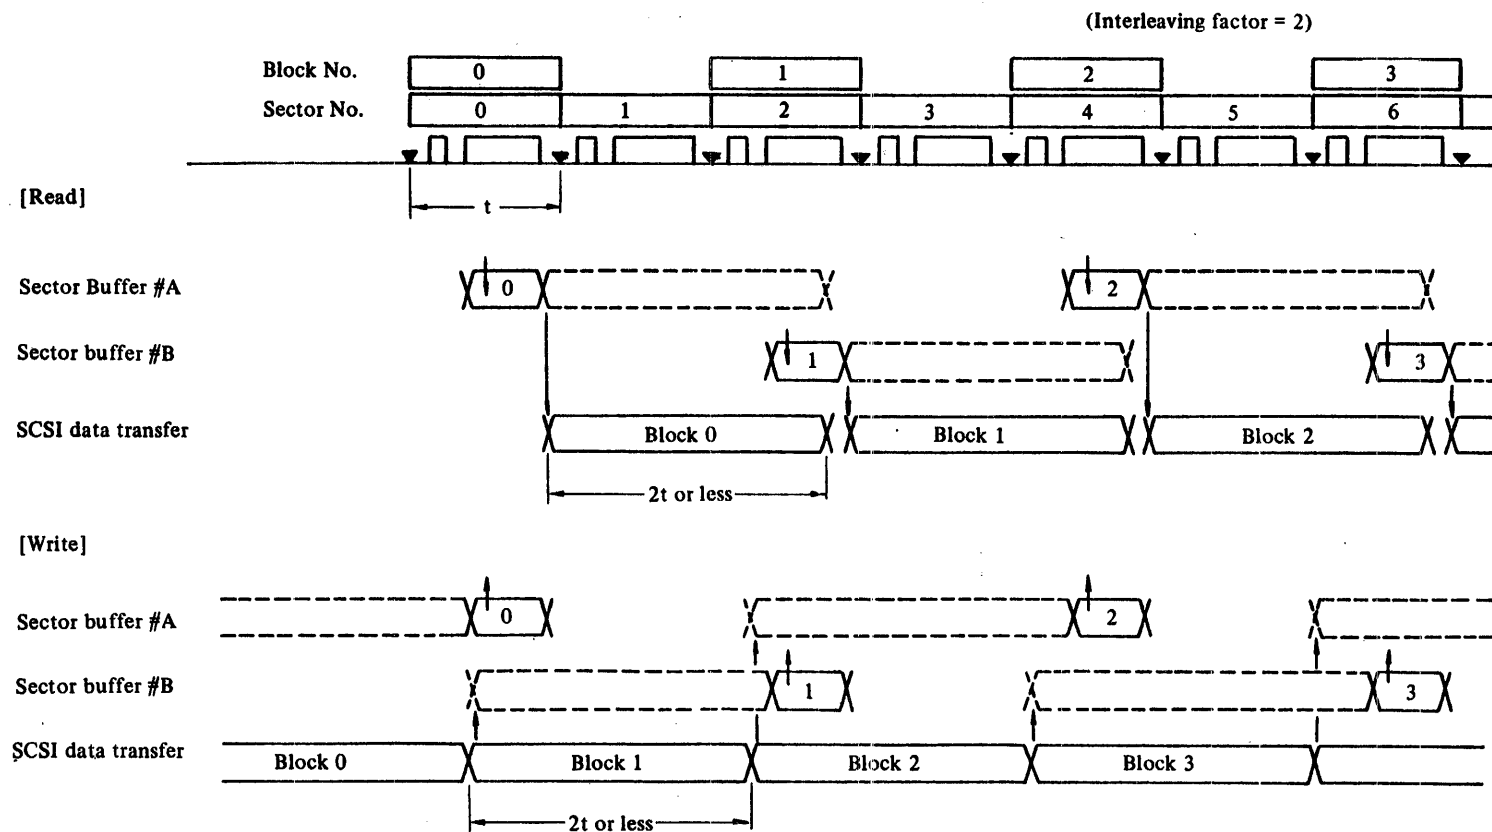 (Interleaving factor = 2)
Block No. 0 1 2 3
Sector No. 0 1 2 3 4 5 6
[Read]
t
Sector Buffer #A 0 2
Sector buffer #B 1 3
SCSI data transfer Block 0 Block 1 Block 2
2t or less
[Write]
Sector buffer #A 0 2
Sector buffer #B 1 3
SCSI data transfer Block 0 Block 1 Block 2 Block 3
2t or less